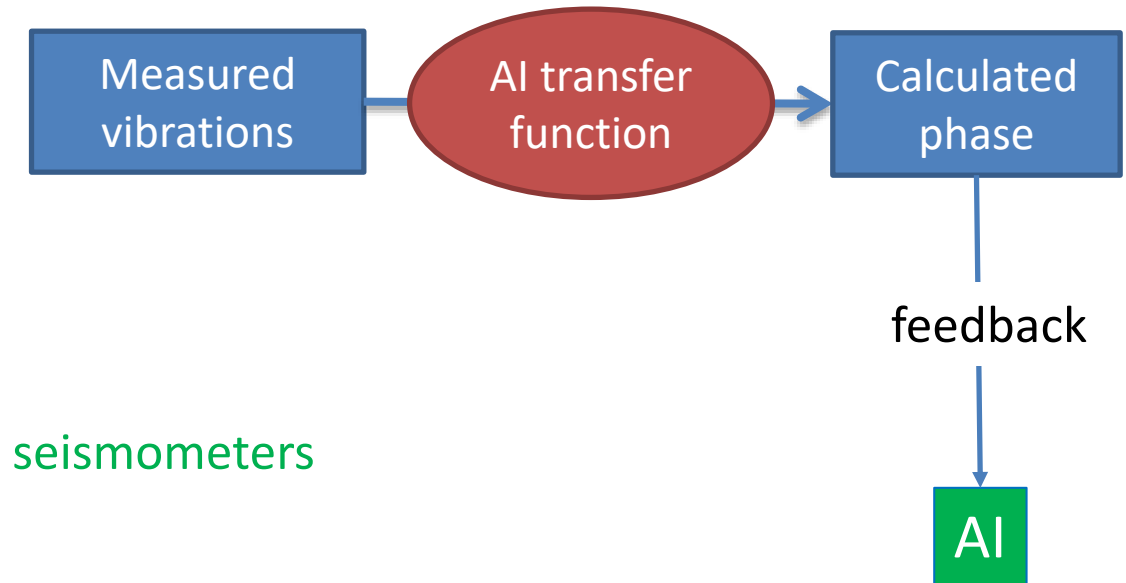 Measured
vibrations
AI transfer
function
Calculated
phase
feedback
seismometers
AI